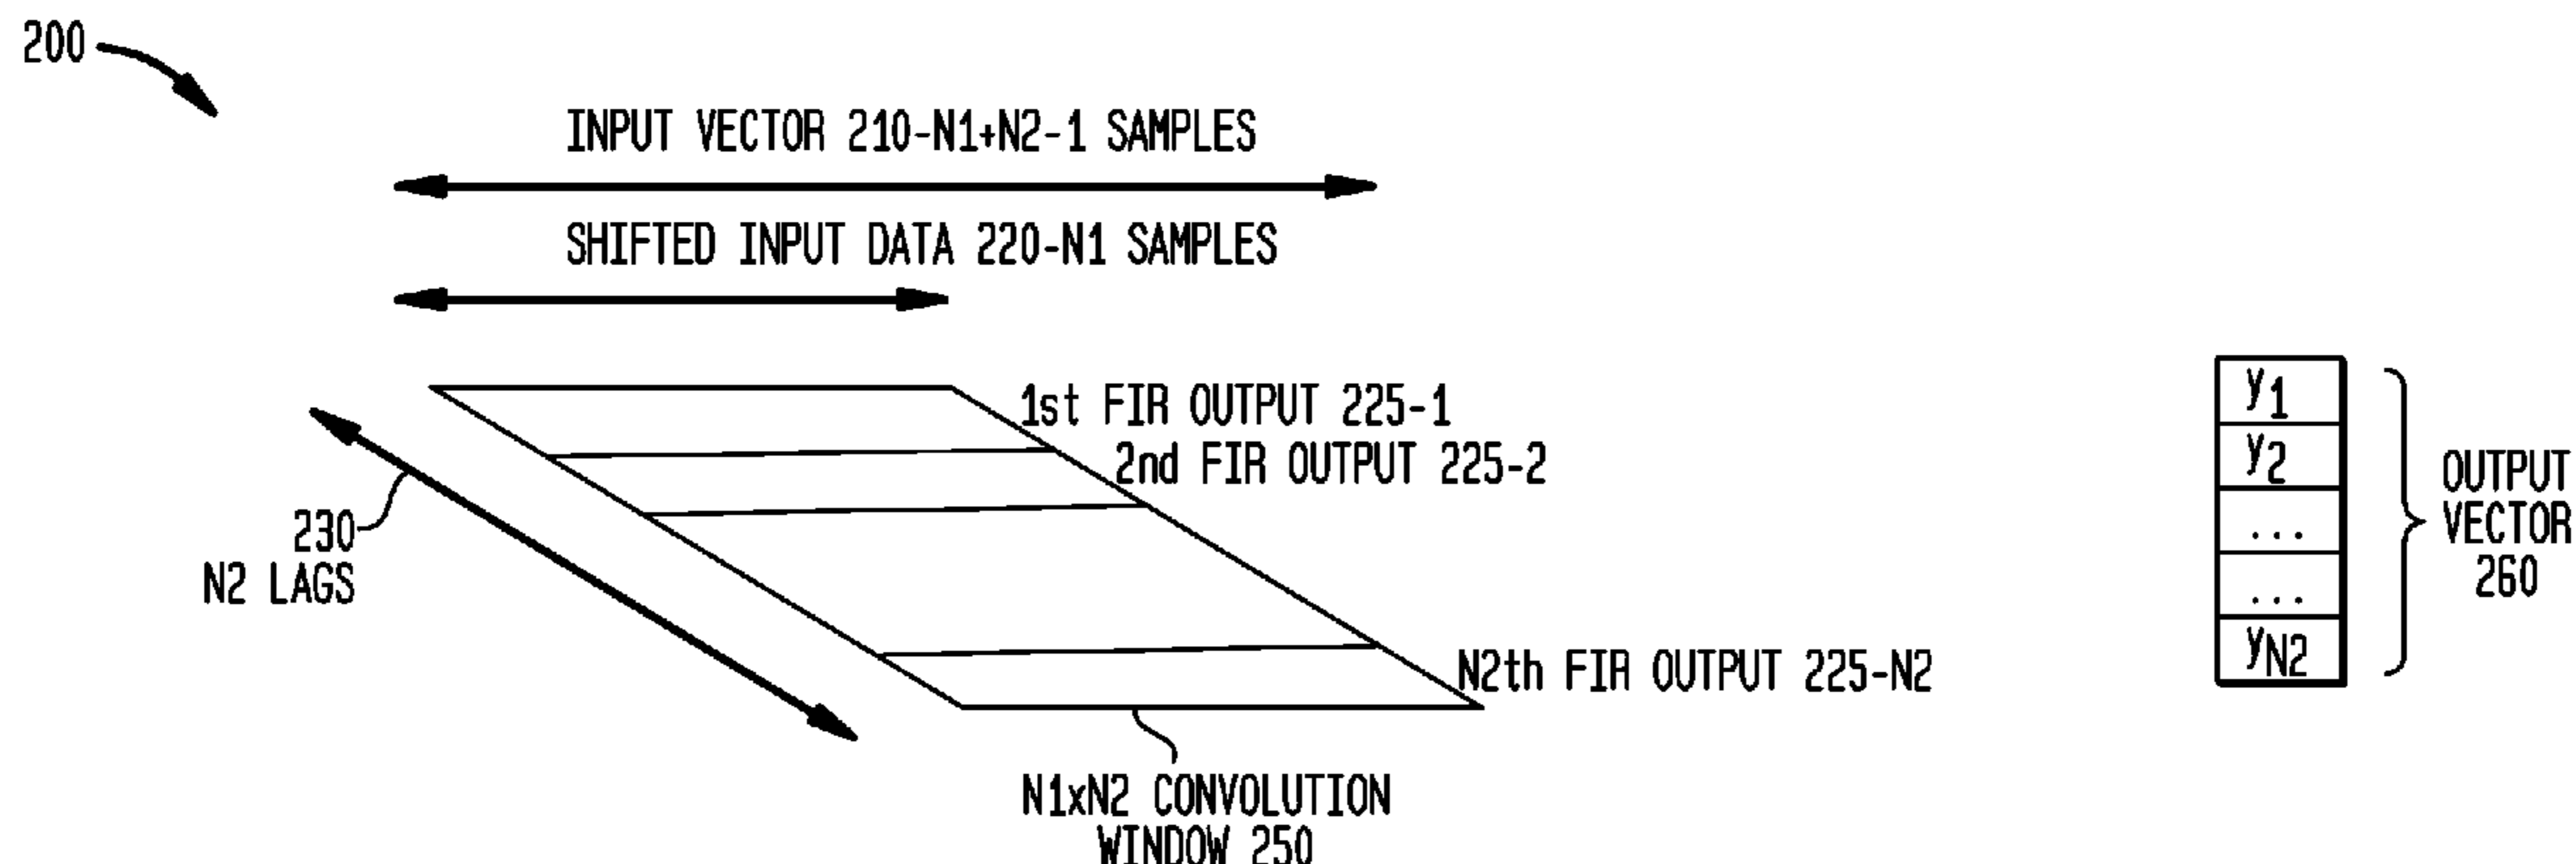 200
INPUT VECTOR 210-N1+N2-1 SAMPLES
SHIFTED INPUT DATA 220-N1 SAMPLES
1st FIR OUTPUT 225-1
2nd FIR OUTPUT 225-2
230
N2 LAGS
N2th FIR OUTPUT 225-N2
N1xN2 CONVOLUTION
WINDOW 250
y1
y2
...
...
yN2
OUTPUT
VECTOR
260